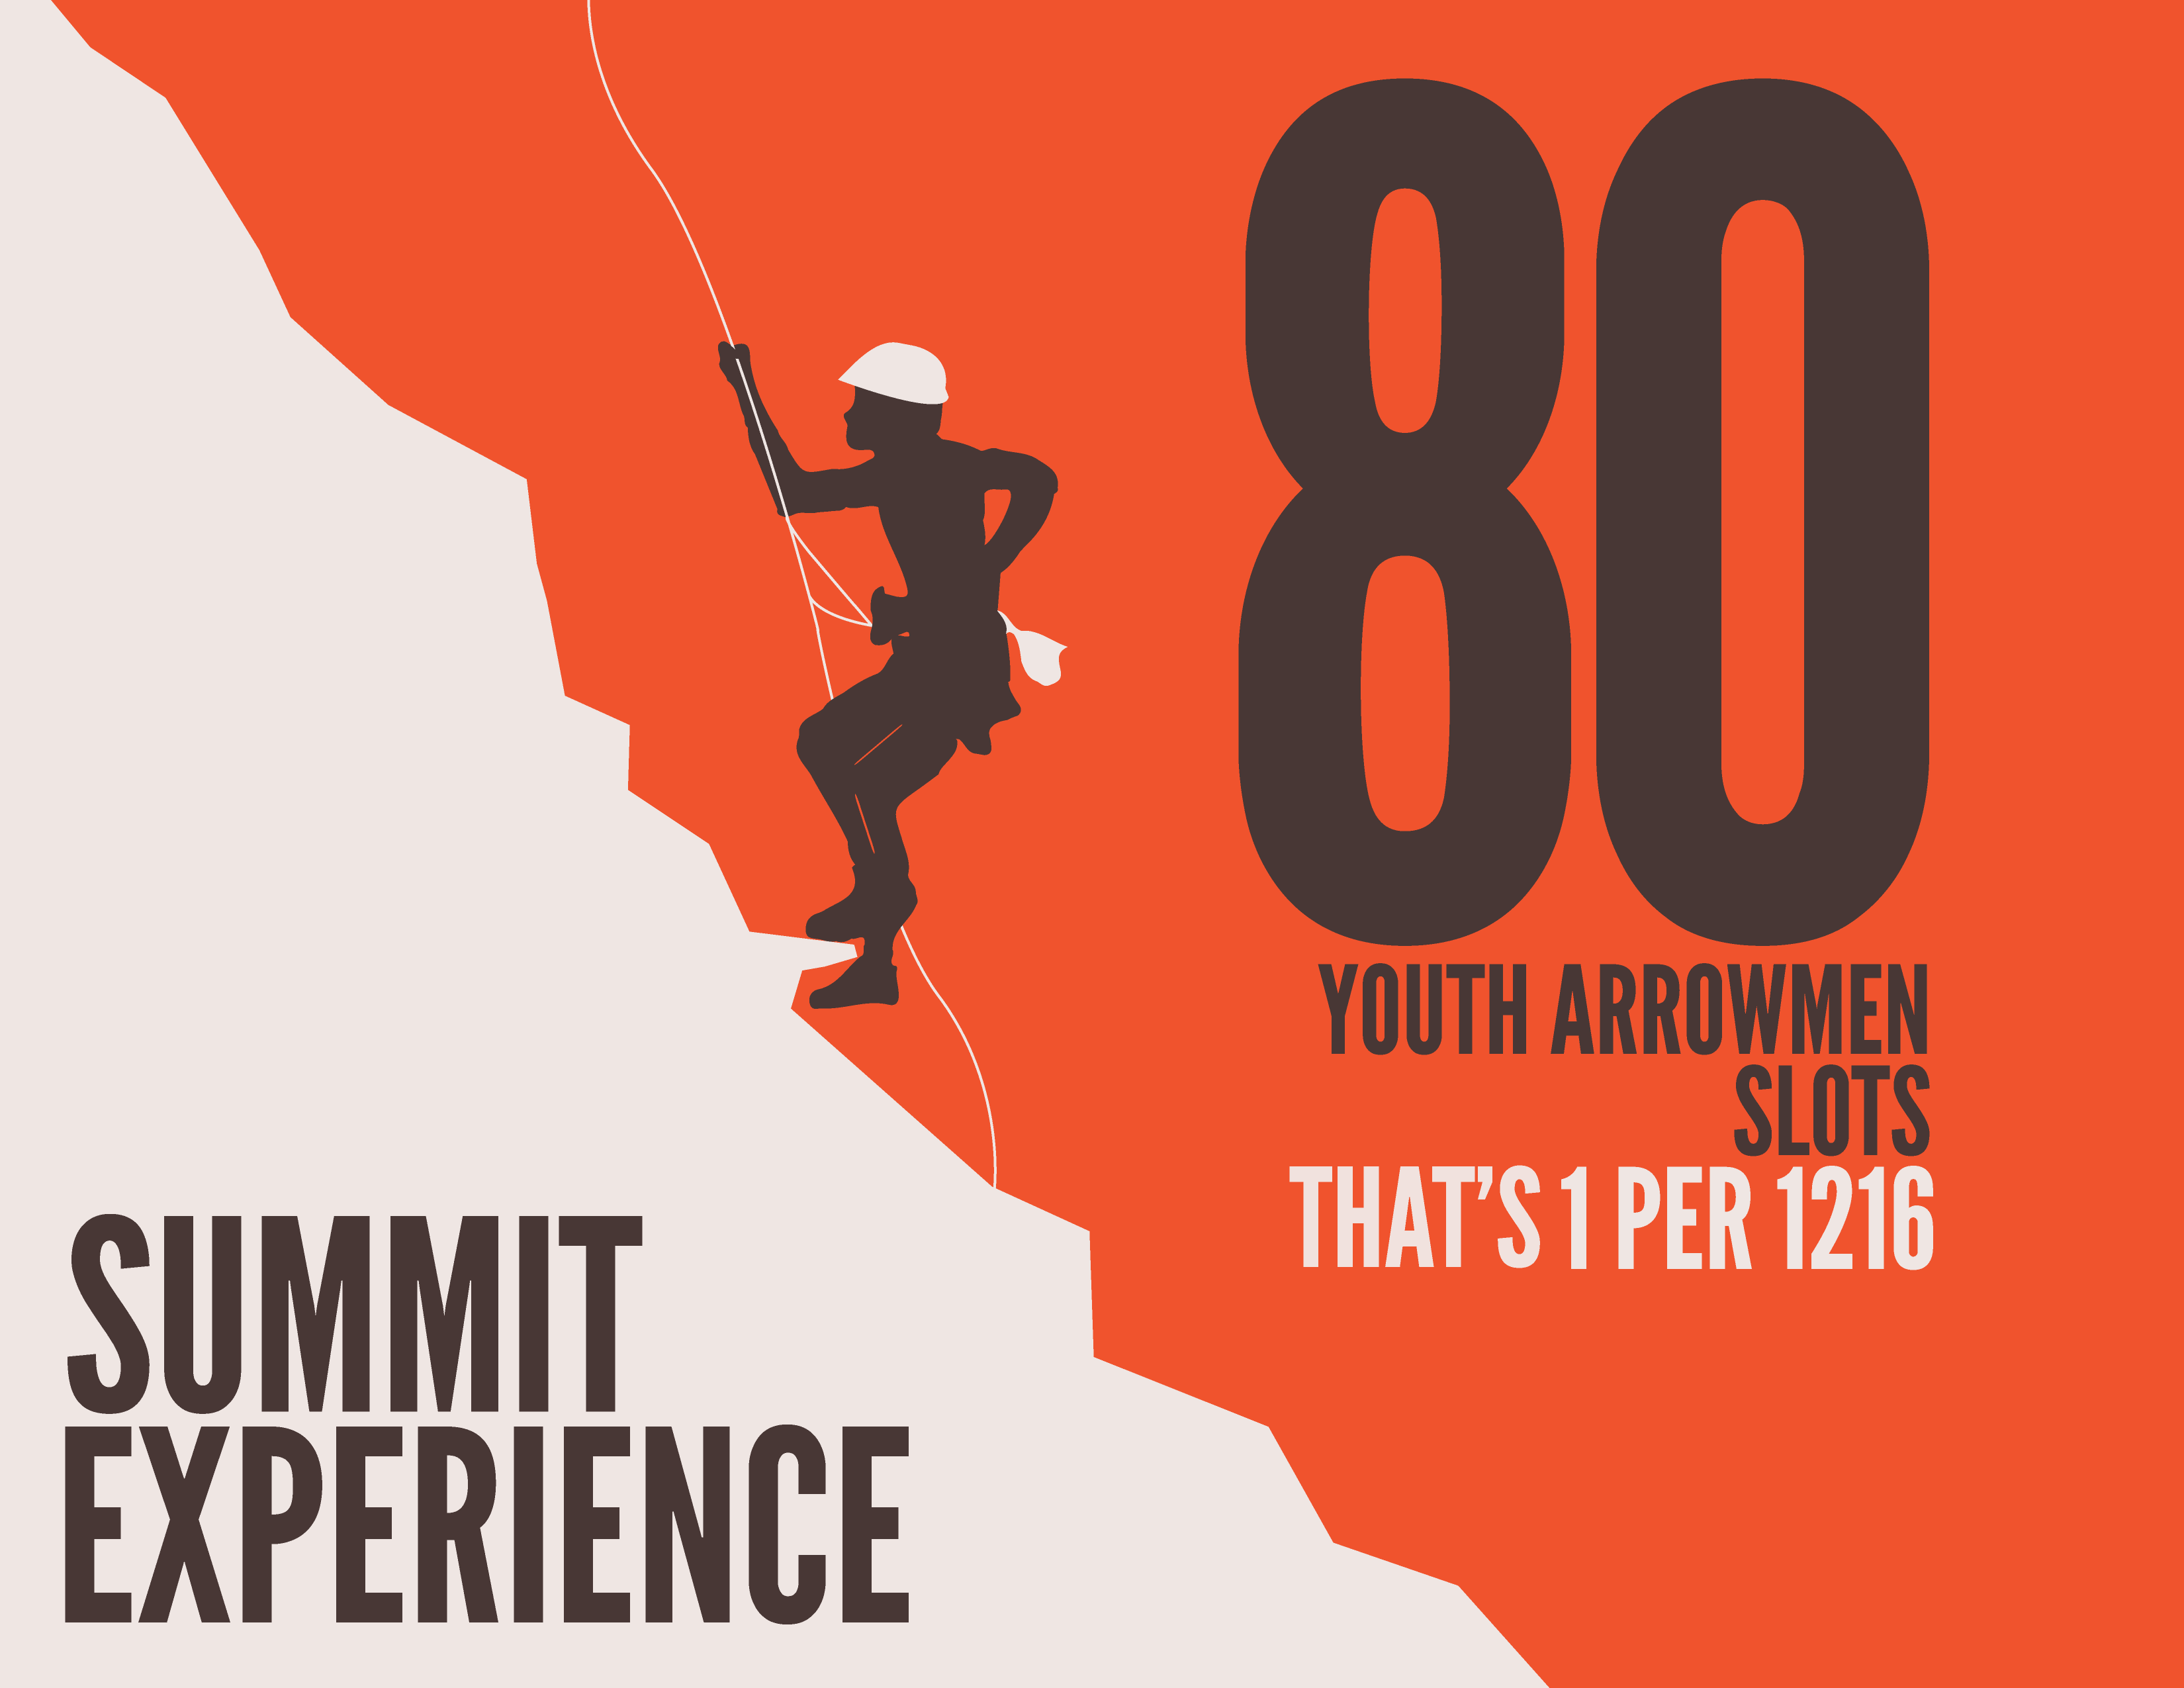 80
YOUTH ARROWMEN
SLOTS
THAT'S 1 PER 1216
SUMMIT
EXPERIENCE